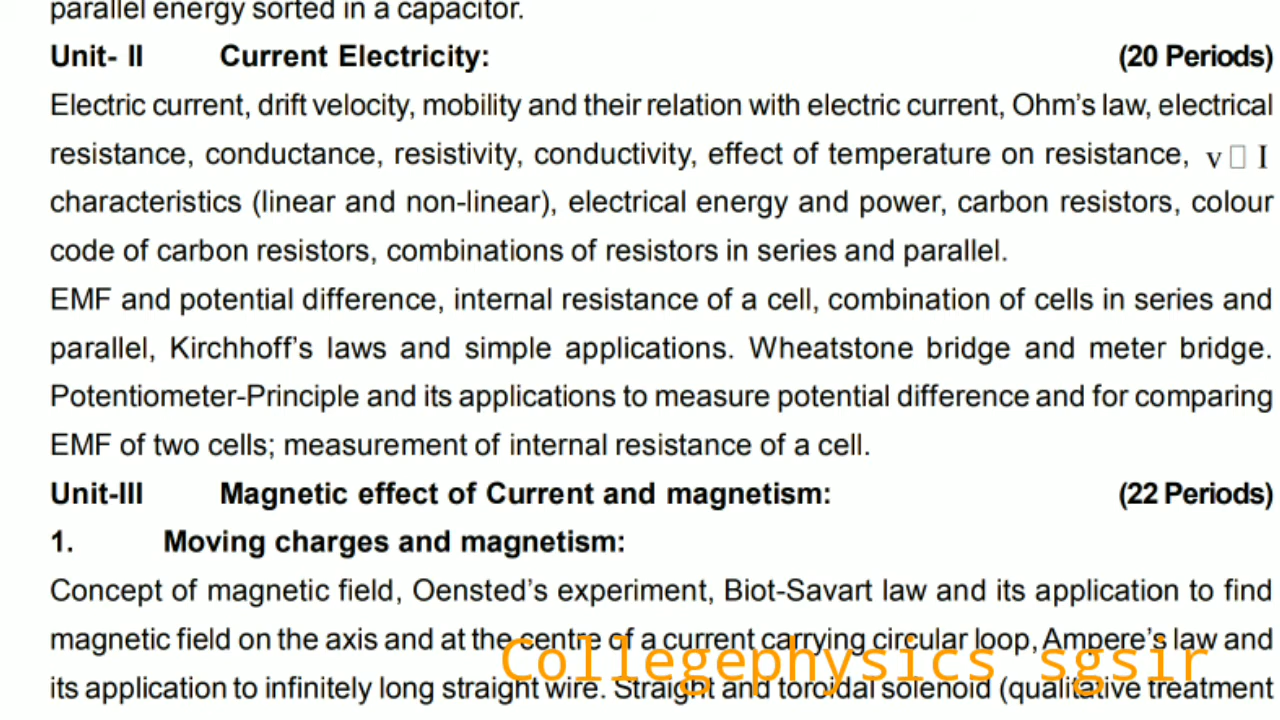 parallel energy sorted in a capacitor.
Unit- II Current Electricity: (20 Periods)
Electric current, drift velocity, mobility and their relation with electric current, Ohm's law, electrical
resistance, conductance, resistivity, conductivity, effect of temperature on resistance, v□I
characteristics (linear and non-linear), electrical energy and power, carbon resistors, colour
code of carbon resistors, combinations of resistors in series and parallel.
EMF and potential difference, internal resistance of a cell, combination of cells in series and
parallel, Kirchhoff's laws and simple applications. Wheatstone bridge and meter bridge.
Potentiometer-Principle and its applications to measure potential difference and for comparing
EMF of two cells; measurement of internal resistance of a cell.
Unit-III Magnetic effect of Current and magnetism: (22 Periods)
1. Moving charges and magnetism:
Concept of magnetic field, Oensted's experiment, Biot-Savart law and its application to find
magnetic field on the axis and at the centre of a current carrying circular loop, Ampere's law and
Collegephysics sgsir
its application to infinitely long straight wire. Straight and toroidal solenoid (qualitative treatment